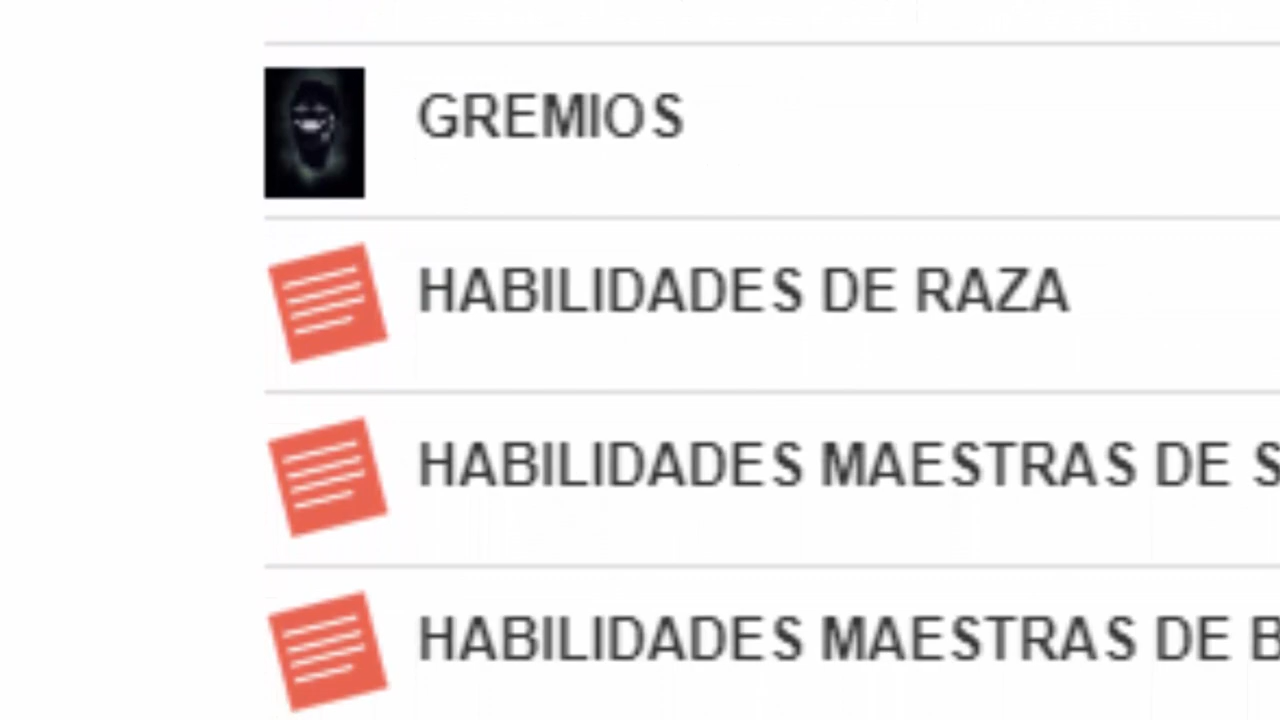 GREMIOS
HABILIDADES DE RAZA
HABILIDADES MAESTRAS DE
HABILIDADES MAESTRAS DE